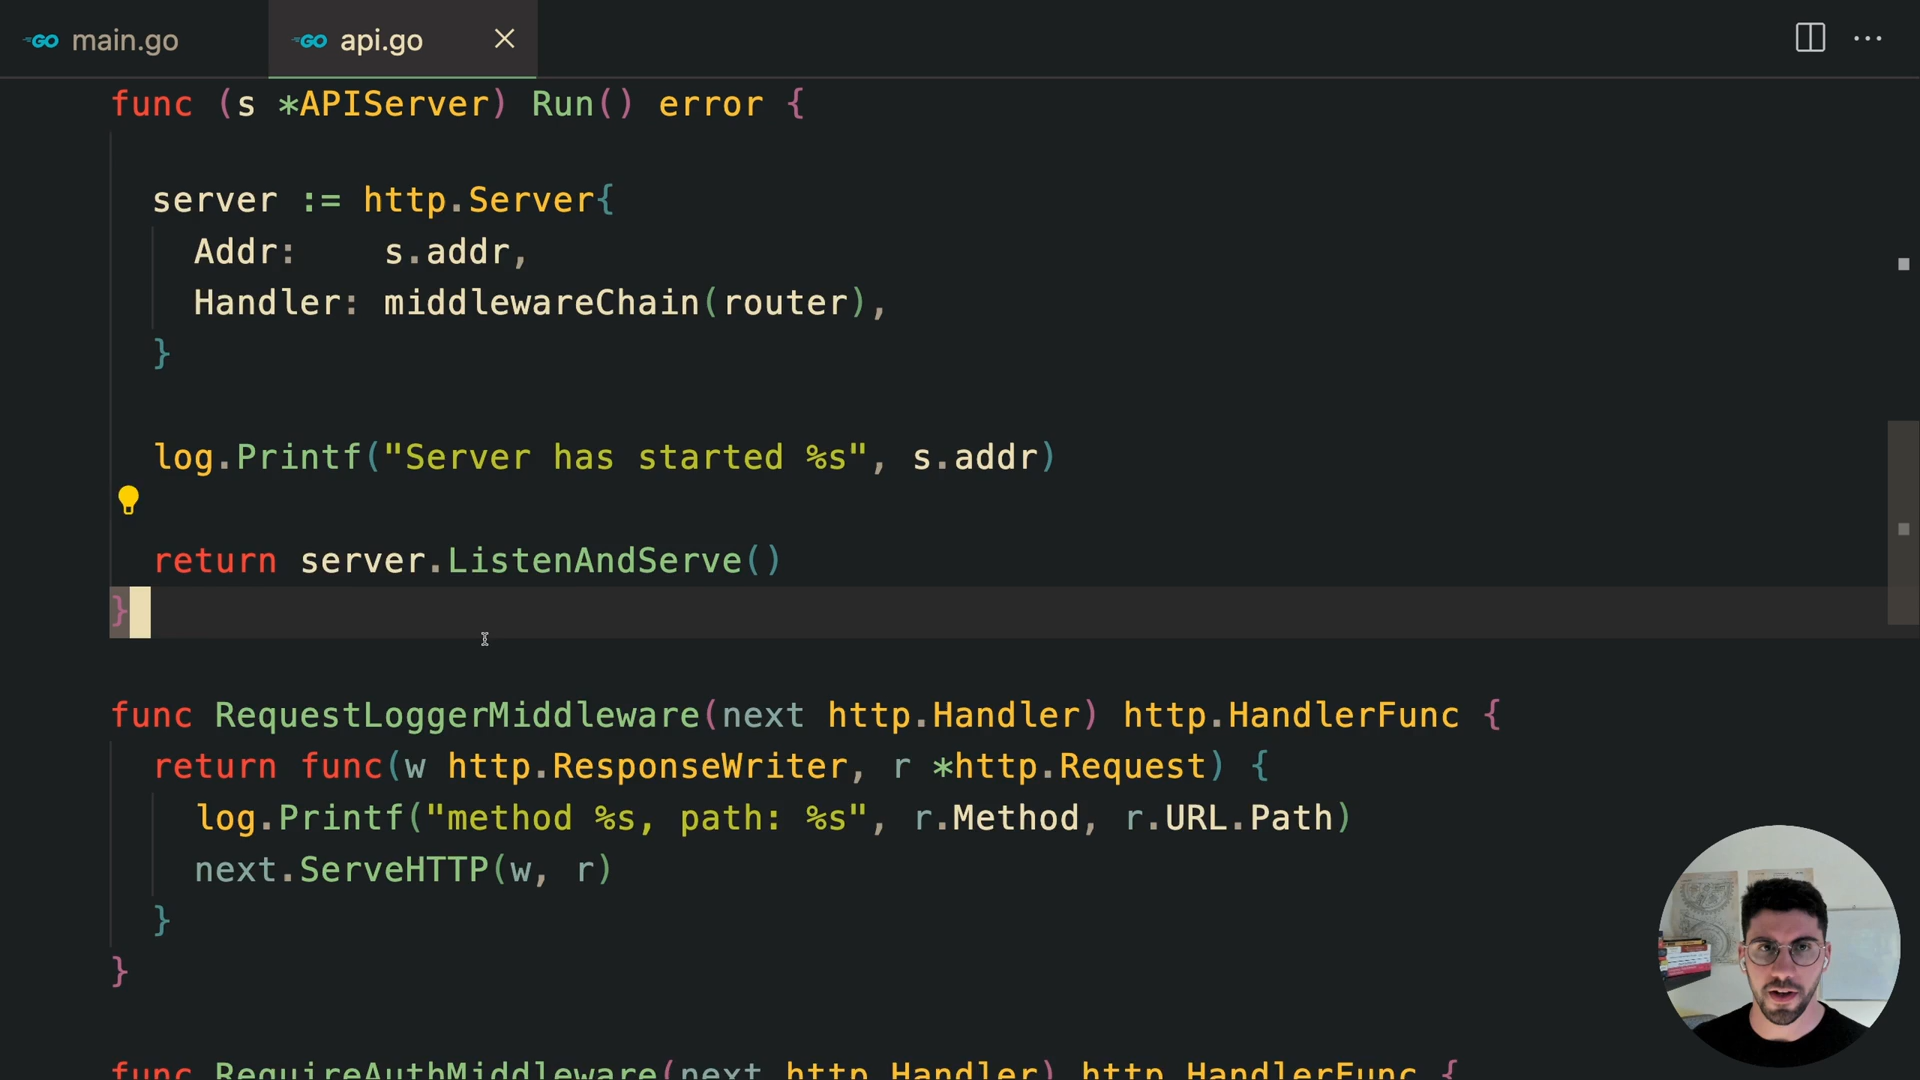 GO main.go
GO api.go
func (s *APIServer) Run() error {
server := http.Server{
Addr: s.addr,
Handler: middlewareChain(router),
}
log.Printf("Server has started %s", s.addr)
return server.ListenAndServe()
}
func RequestLoggerMiddleware(next http.Handler) http.HandlerFunc {
return func(w http.ResponseWriter, r *http.Request) {
log.Printf("method %s, path: %s", r.Method, r.URL.Path)
next.ServeHTTP(w, r)
}
}
func RequireAuthMiddleware(next http.Handler) http.HandlerFunc {